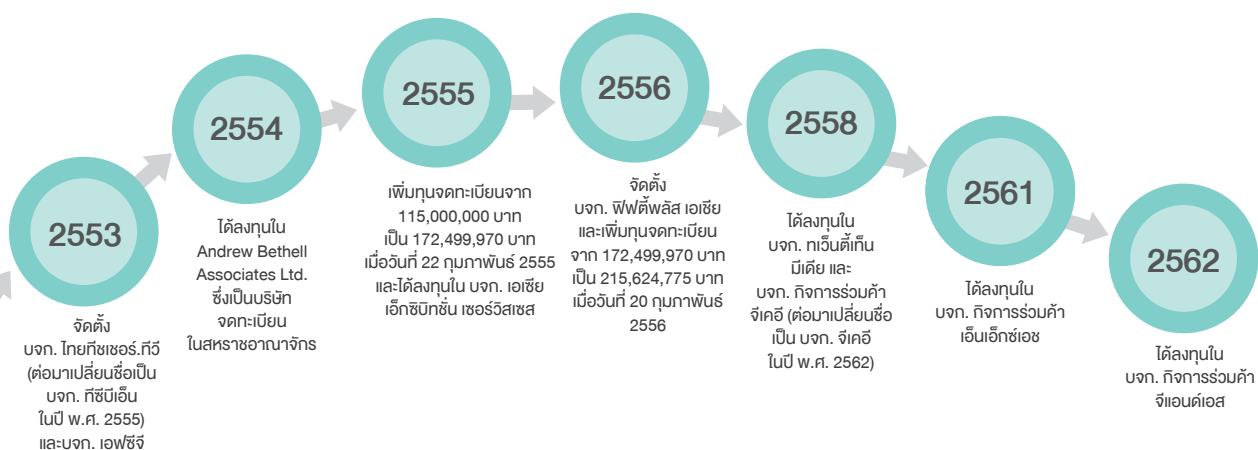 2553
จัดตั้ง
บจก. ไทยทีชเชอร์.ทีวี
(ต่อมาเปลี่ยนชื่อเป็น
บจก. ทีซีบีเอ็น
ในปี พ.ศ. 2555)
และบจก. เอฟซีจี
2554
ได้ลงทุนใน
Andrew Bethell
Associates Ltd.
ซึ่งเป็นบริษัท
จดทะเบียน
ในสหราชอาณาจักร
2555
เพิ่มทุนจดทะเบียนจาก
115,000,000 บาท
เป็น 172,499,970 บาท
เมื่อวันที่ 22 กุมภาพันธ์ 2555
และได้ลงทุนใน บจก. เอเชีย
เอ็กซิบิทชั่น เซอร์วิสเซส
2556
จัดตั้ง
บจก. ฟิฟตี้พลัส เอเชีย
และเพิ่มทุนจดทะเบียน
จาก 172,499,970 บาท
เป็น 215,624,775 บาท
เมื่อวันที่ 20 กุมภาพันธ์
2556
2558
ได้ลงทุนใน
บจก. ทเว็นตี้เท็น
มีเดีย และ
บจก. กิจการร่วมค้า
จีเคอี (ต่อมาเปลี่ยนชื่อ
เป็น บจก. จีเคอี
ในปี พ.ศ. 2562)
2561
ได้ลงทุนใน
บจก. กิจการร่วมค้า
เอ็นเอ็กซ์เอช
2562
ได้ลงทุนใน
บจก. กิจการร่วมค้า
จีแอนด์เอส